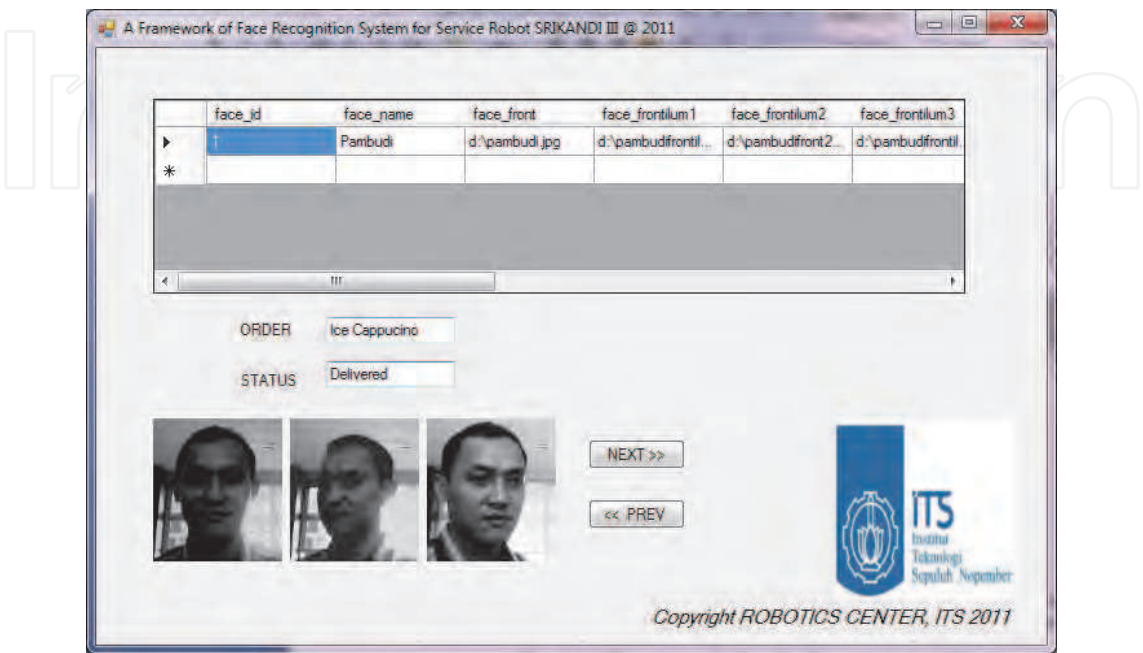 A Framework of Face Recognition System for Service Robot SRIKANDI III @ 2011
face_id face_name face_front face_frontilum1 face_frontilum2 face_frontilum3
1 Pambudi d:\pambudi.jpg d:\pambudifrontil... d:\pambudifront2... d:\pambudifrontil
ORDER Ice Cappucino
STATUS Delivered
NEXT >>
<< PREV
ITS
Institut
Teknologi
Sepuluh Nopember
Copyright ROBOTICS CENTER, ITS 2011